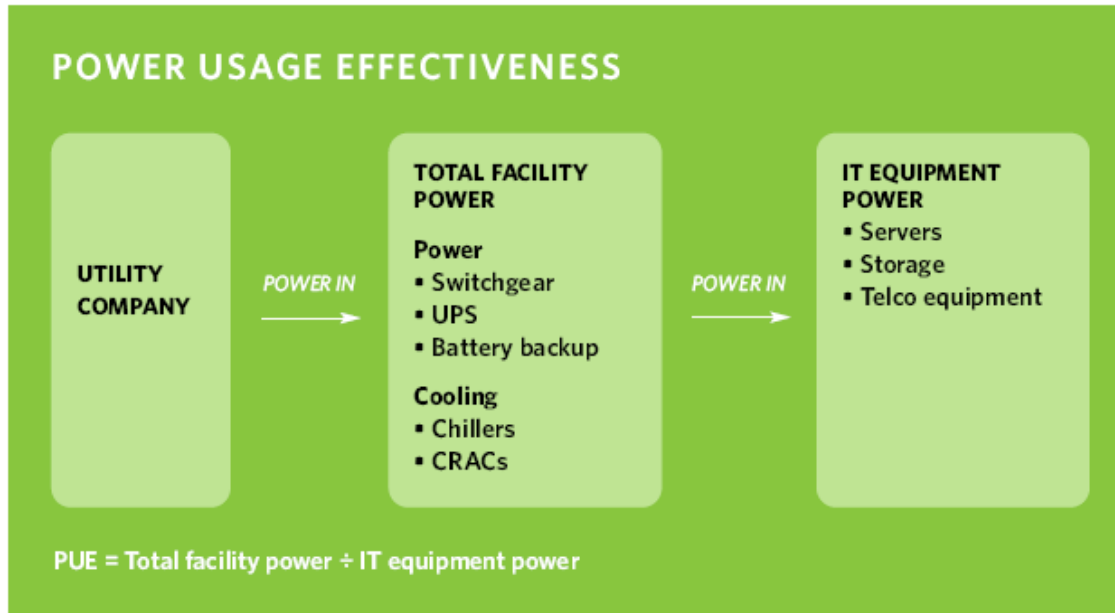 POWER USAGE EFFECTIVENESS
UTILITY
COMPANY
POWER IN
TOTAL FACILITY
POWER
Power
▪ Switchgear
▪ UPS
▪ Battery backup
Cooling
▪ Chillers
▪ CRACs
POWER IN
IT EQUIPMENT
POWER
▪ Servers
▪ Storage
▪ Telco equipment
PUE = Total facility power ÷ IT equipment power